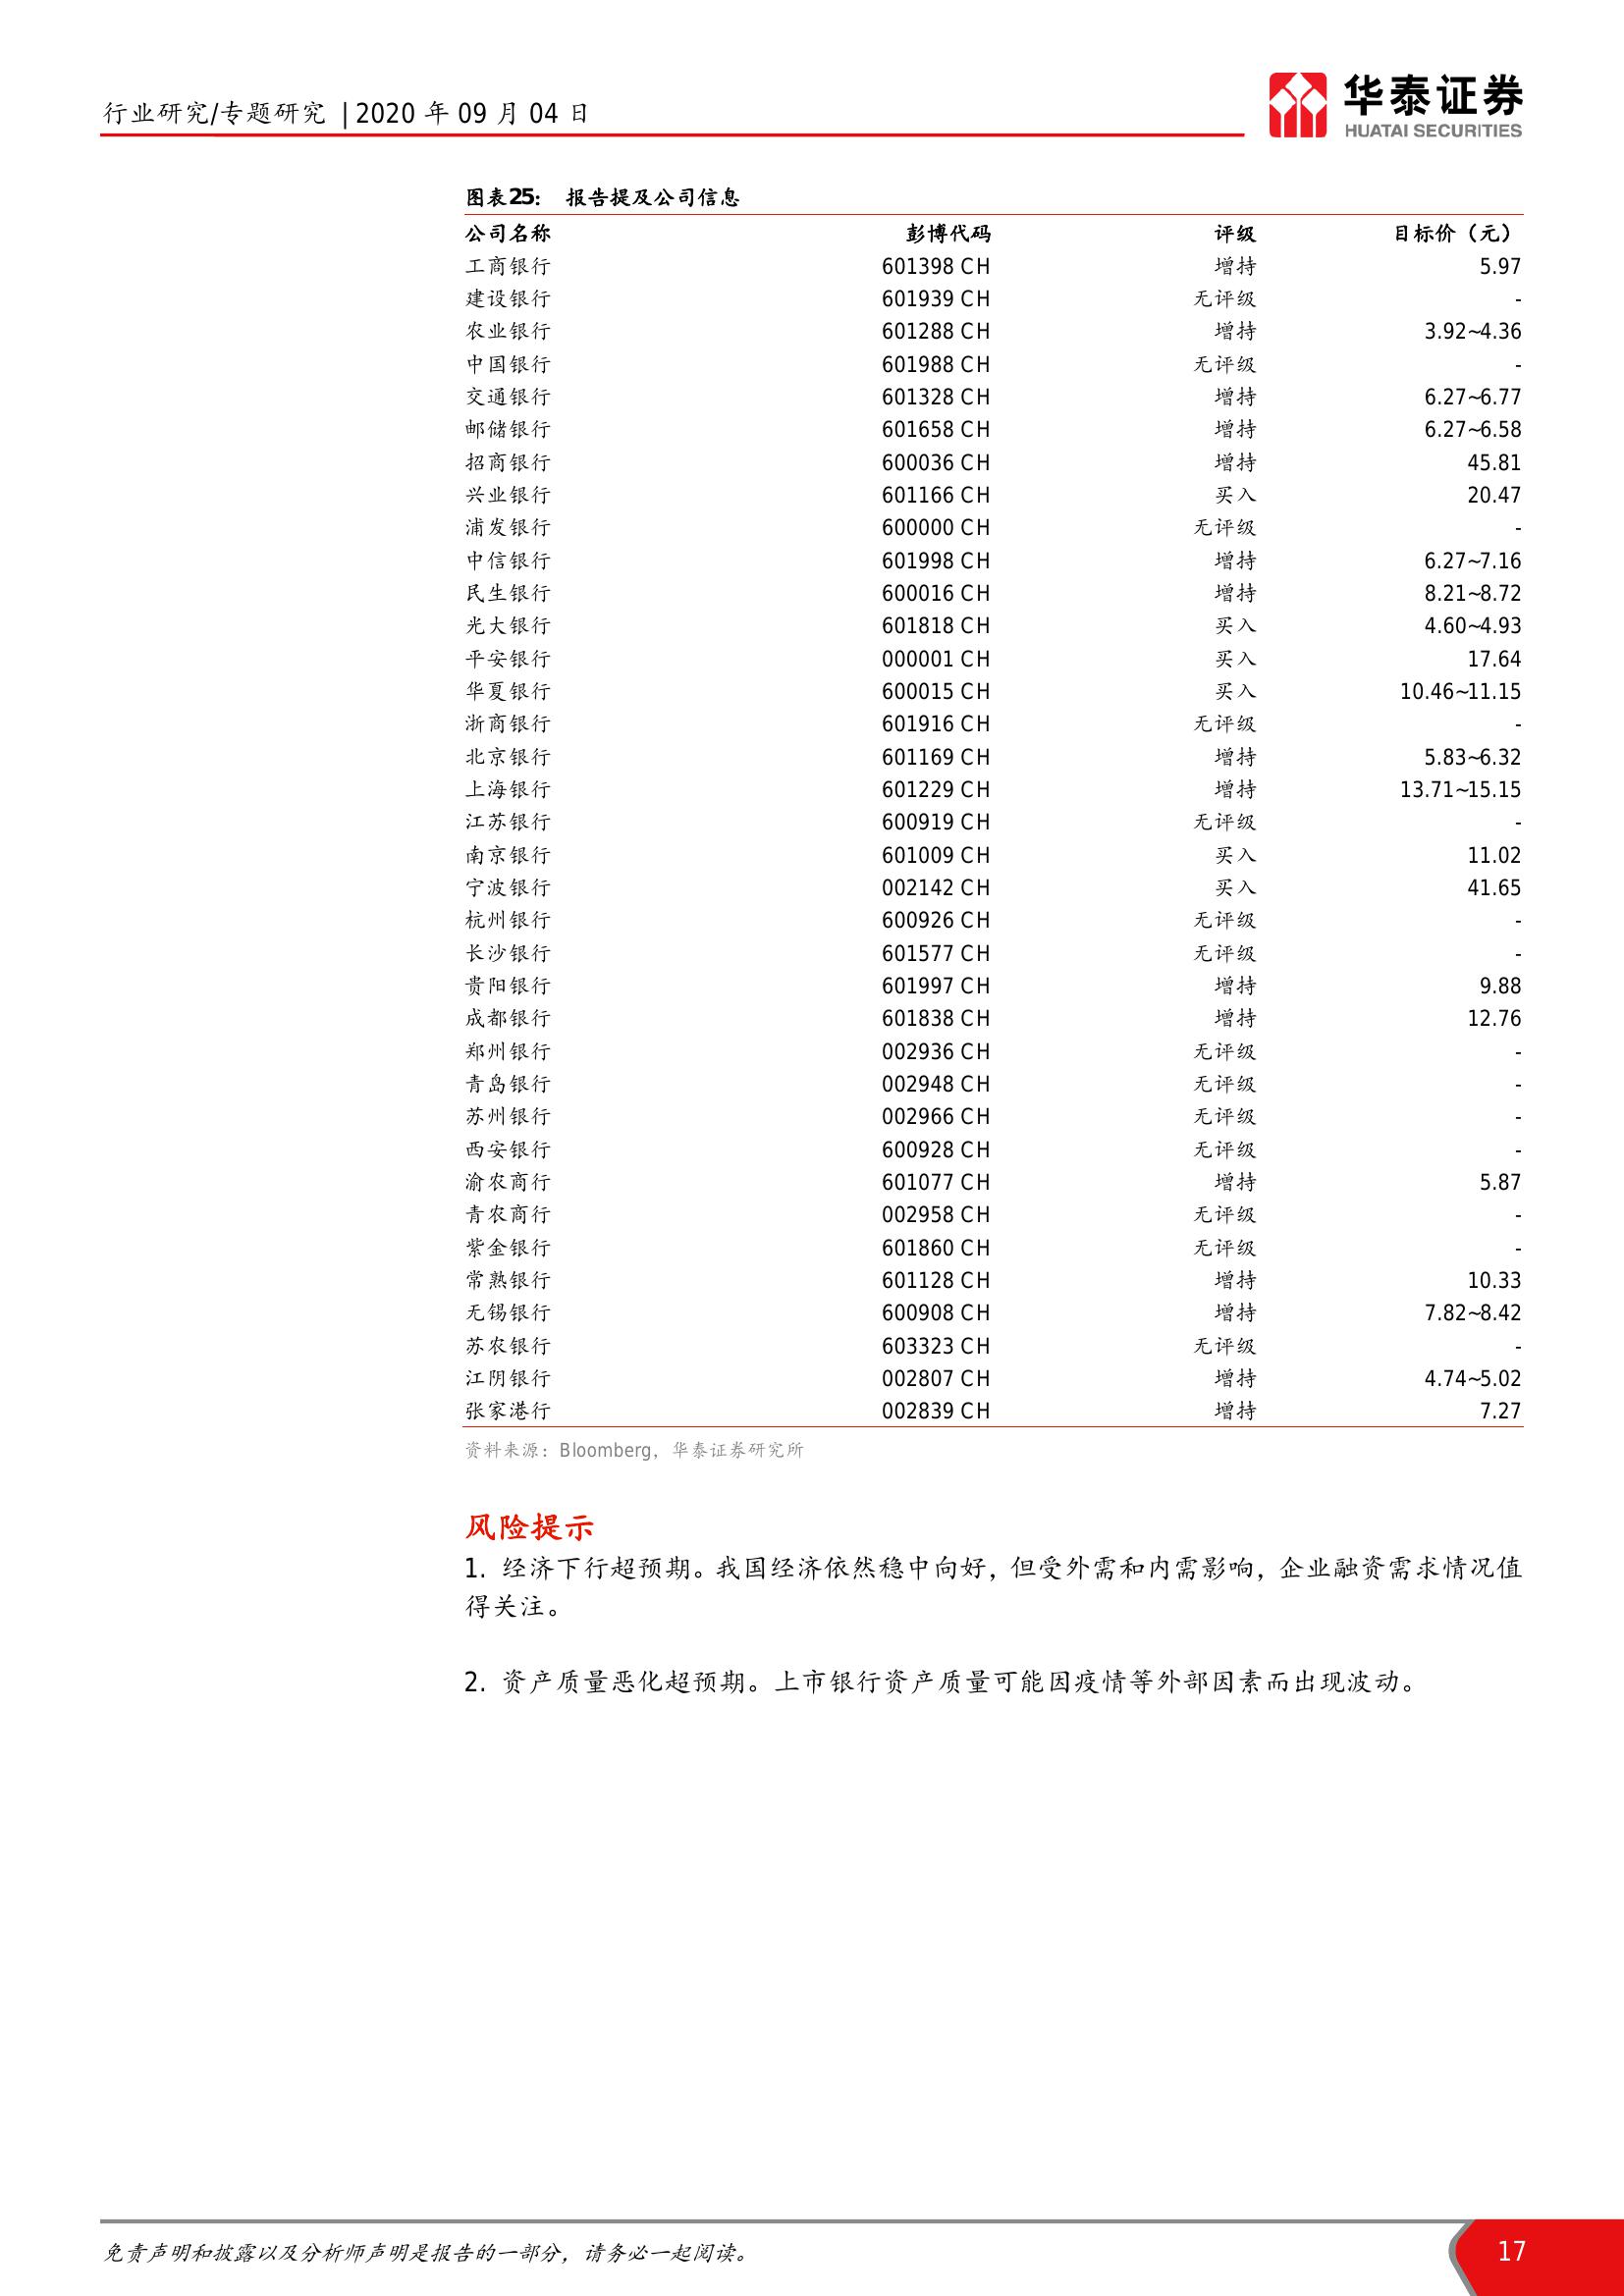 行业研究/专题研究 | 2020 年 09 月 04 日
华泰证券
HUATAI SECURITIES
图表25： 报告提及公司信息
公司名称 彭博代码 评级 目标价（元）
工商银行 601398 CH 增持 5.97
建设银行 601939 CH 无评级 -
农业银行 601288 CH 增持 3.92~4.36
中国银行 601988 CH 无评级 -
交通银行 601328 CH 增持 6.27~6.77
邮储银行 601658 CH 增持 6.27~6.58
招商银行 600036 CH 增持 45.81
兴业银行 601166 CH 买入 20.47
浦发银行 600000 CH 无评级 -
中信银行 601998 CH 增持 6.27~7.16
民生银行 600016 CH 增持 8.21~8.72
光大银行 601818 CH 买入 4.60~4.93
平安银行 000001 CH 买入 17.64
华夏银行 600015 CH 买入 10.46~11.15
浙商银行 601916 CH 无评级 -
北京银行 601169 CH 增持 5.83~6.32
上海银行 601229 CH 增持 13.71~15.15
江苏银行 600919 CH 无评级 -
南京银行 601009 CH 买入 11.02
宁波银行 002142 CH 买入 41.65
杭州银行 600926 CH 无评级 -
长沙银行 601577 CH 无评级 -
贵阳银行 601997 CH 增持 9.88
成都银行 601838 CH 增持 12.76
郑州银行 002936 CH 无评级 -
青岛银行 002948 CH 无评级 -
苏州银行 002966 CH 无评级 -
西安银行 600928 CH 无评级 -
渝农商行 601077 CH 增持 5.87
青农商行 002958 CH 无评级 -
紫金银行 601860 CH 无评级 -
常熟银行 601128 CH 增持 10.33
无锡银行 600908 CH 增持 7.82~8.42
苏农银行 603323 CH 无评级 -
江阴银行 002807 CH 增持 4.74~5.02
张家港行 002839 CH 增持 7.27
资料来源：Bloomberg，华泰证券研究所
风险提示
1. 经济下行超预期。我国经济依然稳中向好，但受外需和内需影响，企业融资需求情况值
得关注。
2. 资产质量恶化超预期。上市银行资产质量可能因疫情等外部因素而出现波动。
免责声明和披露以及分析师声明是报告的一部分，请务必一起阅读。
17